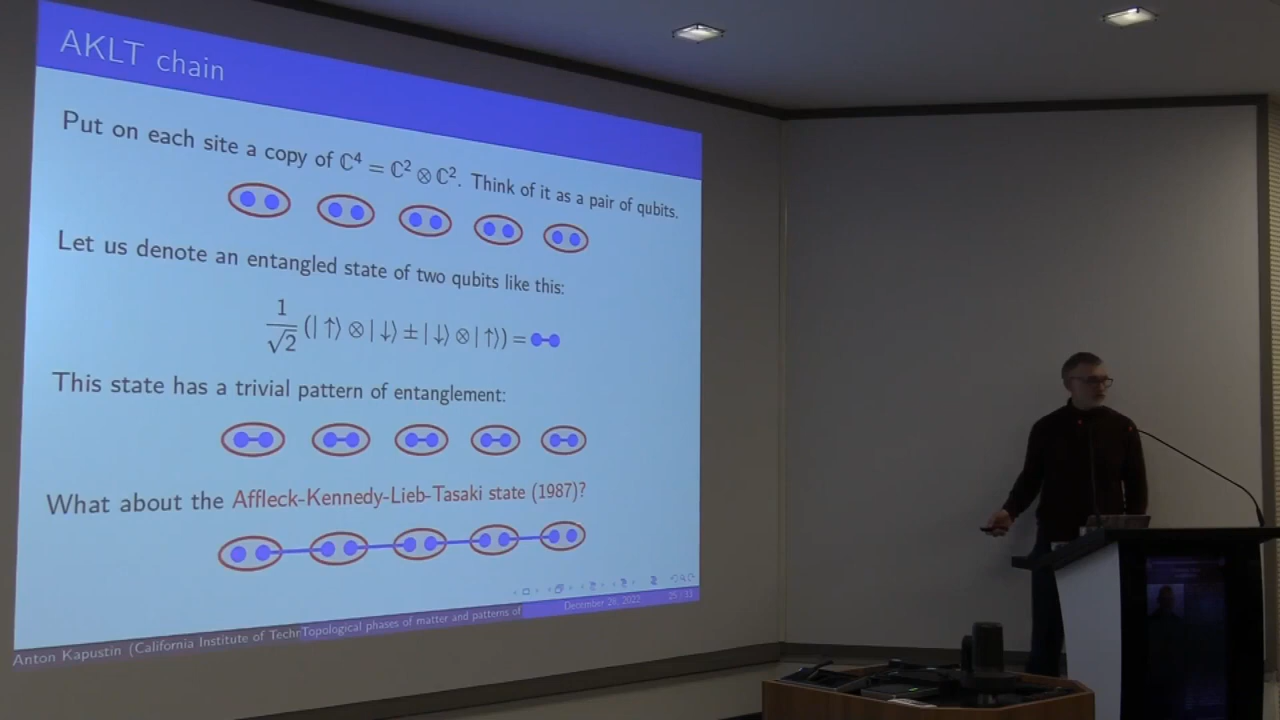 AKLT chain
Put on each site a copy of ℂ⁴ = ℂ² ⊗ ℂ². Think of it as a pair of qubits.
Let us denote an entangled state of two qubits like this:
1/√2 (|↑⟩ ⊗ |↓⟩ ± |↓⟩ ⊗ |↑⟩) =
This state has a trivial pattern of entanglement:
What about the Affleck-Kennedy-Lieb-Tasaki state (1987)?
Anton Kapustin (California Institute of Techn Topological phases of matter and patterns of December 2022